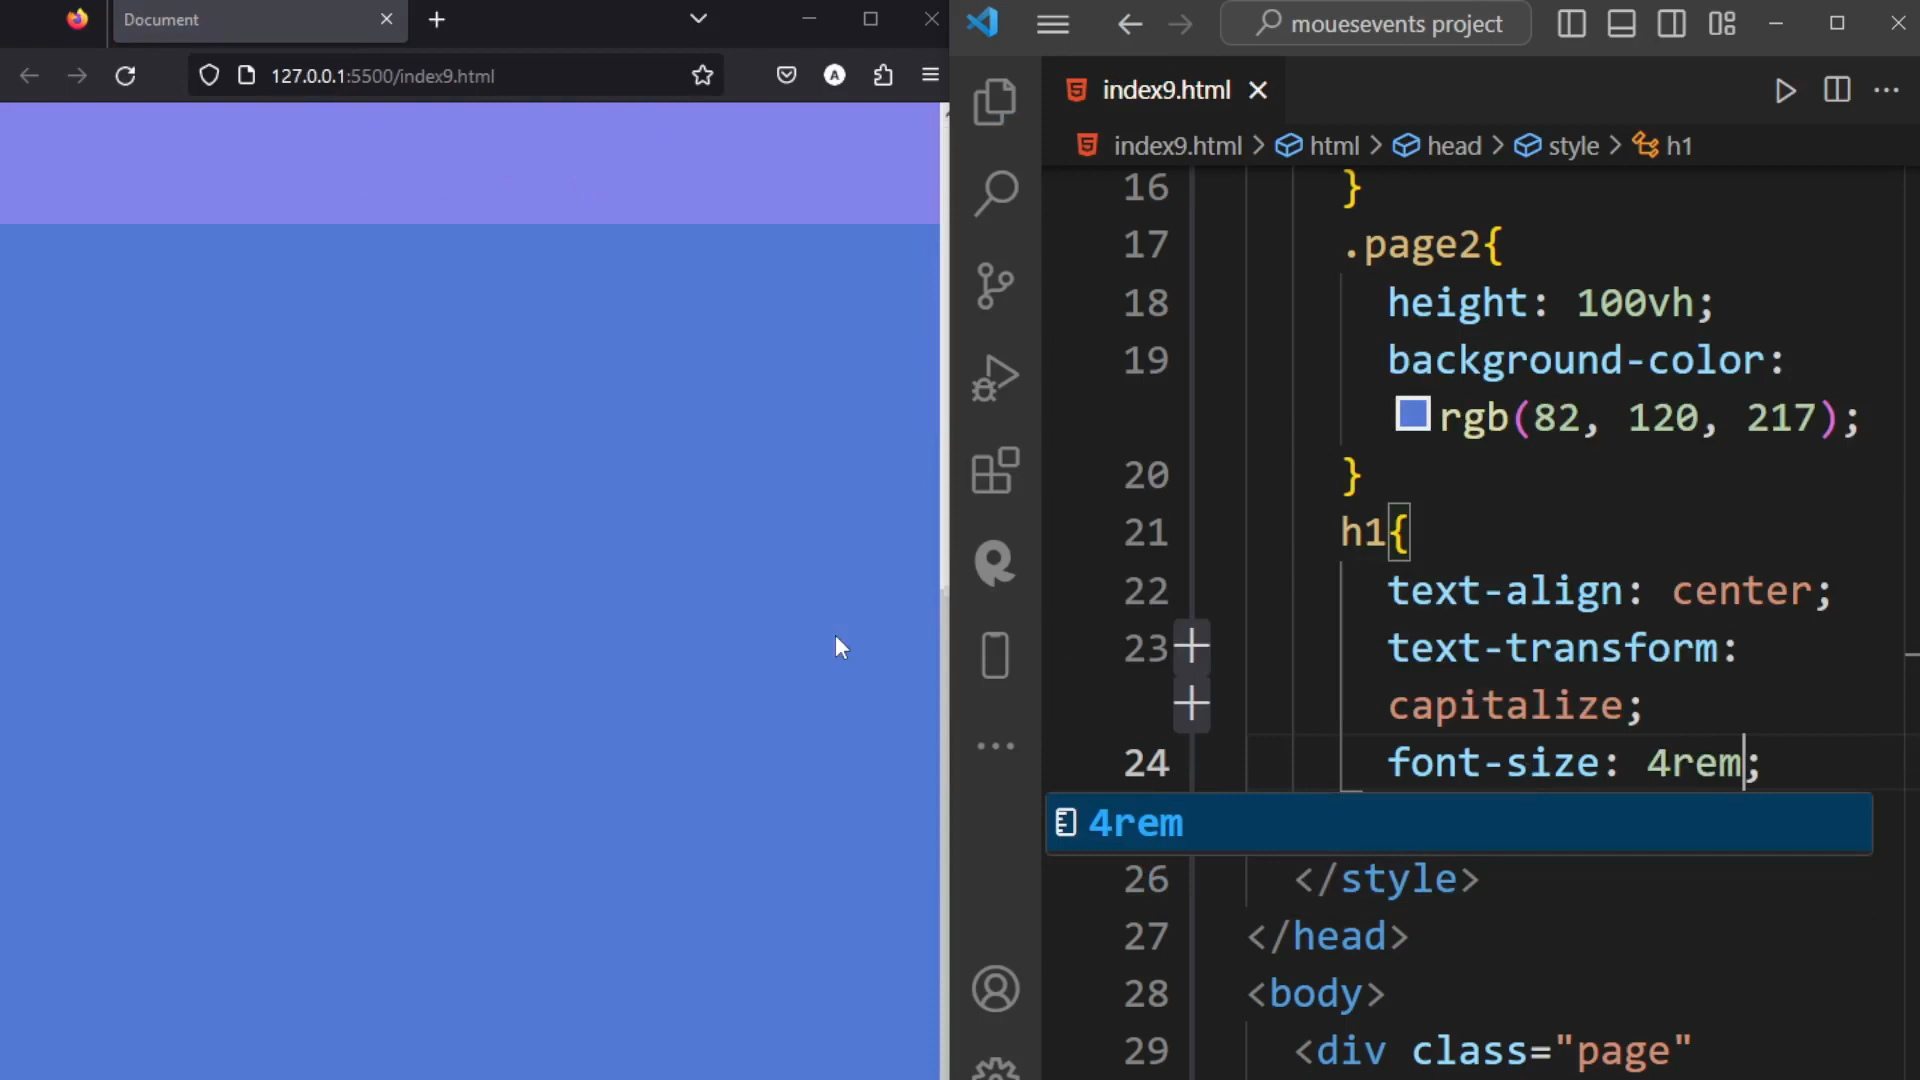 Document
127.0.0.1:5500/index9.html
A
mouesevents project
index9.html
index9.html > html > head > style > h1
16 }
17 .page2{
18 height: 100vh;
19 background-color:
rgb(82, 120, 217);
20 }
21 h1{
22 text-align: center;
23 text-transform:
capitalize;
24 font-size: 4rem;
4rem
26 </style>
27 </head>
28 <body>
29 <div class="page"